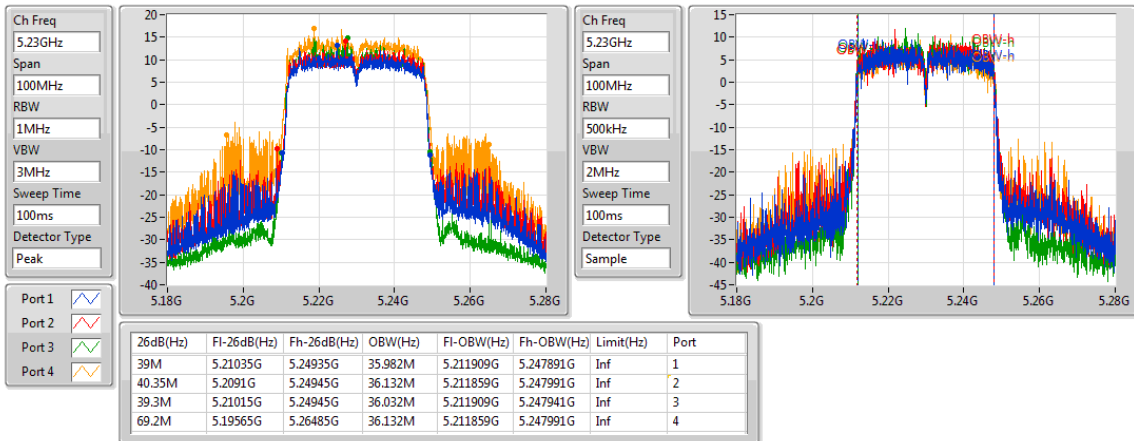 Ch Freq
5.23GHz
Span
100MHz
RBW
1MHz
VBW
3MHz
Sweep Time
100ms
Detector Type
Peak
20
15
10
5
0
-5
-10
-15
-20
-25
-30
-35
-40
5.18G 5.2G 5.22G 5.24G 5.26G 5.28G
Ch Freq
5.23GHz
Span
100MHz
RBW
500kHz
VBW
2MHz
Sweep Time
100ms
Detector Type
Sample
15
10
5
0
-5
-10
-15
-20
-25
-30
-35
-40
-45
OBW-h
OBW-h
5.18G 5.2G 5.22G 5.24G 5.26G 5.28G
Port 1
Port 2
Port 3
Port 4
26dB(Hz) Fl-26dB(Hz) Fh-26dB(Hz) OBW(Hz) Fl-OBW(Hz) Fh-OBW(Hz) Limit(Hz) Port
39M 5.21035G 5.24935G 35.982M 5.211909G 5.247891G Inf 1
40.35M 5.2091G 5.24945G 36.132M 5.211859G 5.247991G Inf 2
39.3M 5.21015G 5.24945G 36.032M 5.211909G 5.247941G Inf 3
69.2M 5.19565G 5.26485G 36.132M 5.211859G 5.247991G Inf 4